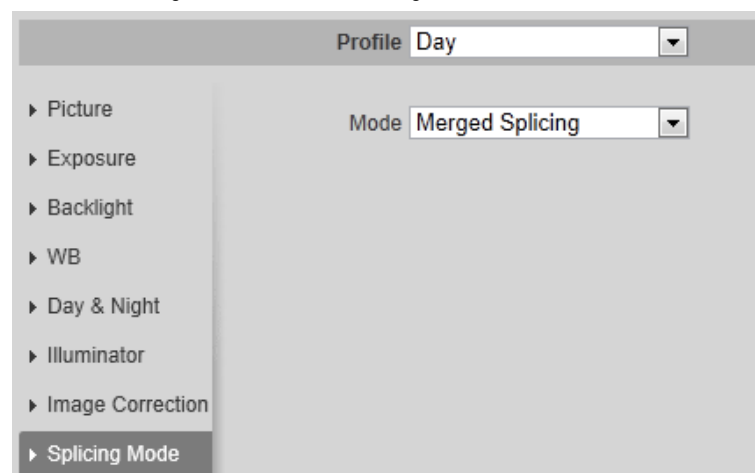 Profile Day
Picture
Mode Merged Splicing
Exposure
Backlight
WB
Day & Night
Illuminator
Image Correction
Splicing Mode